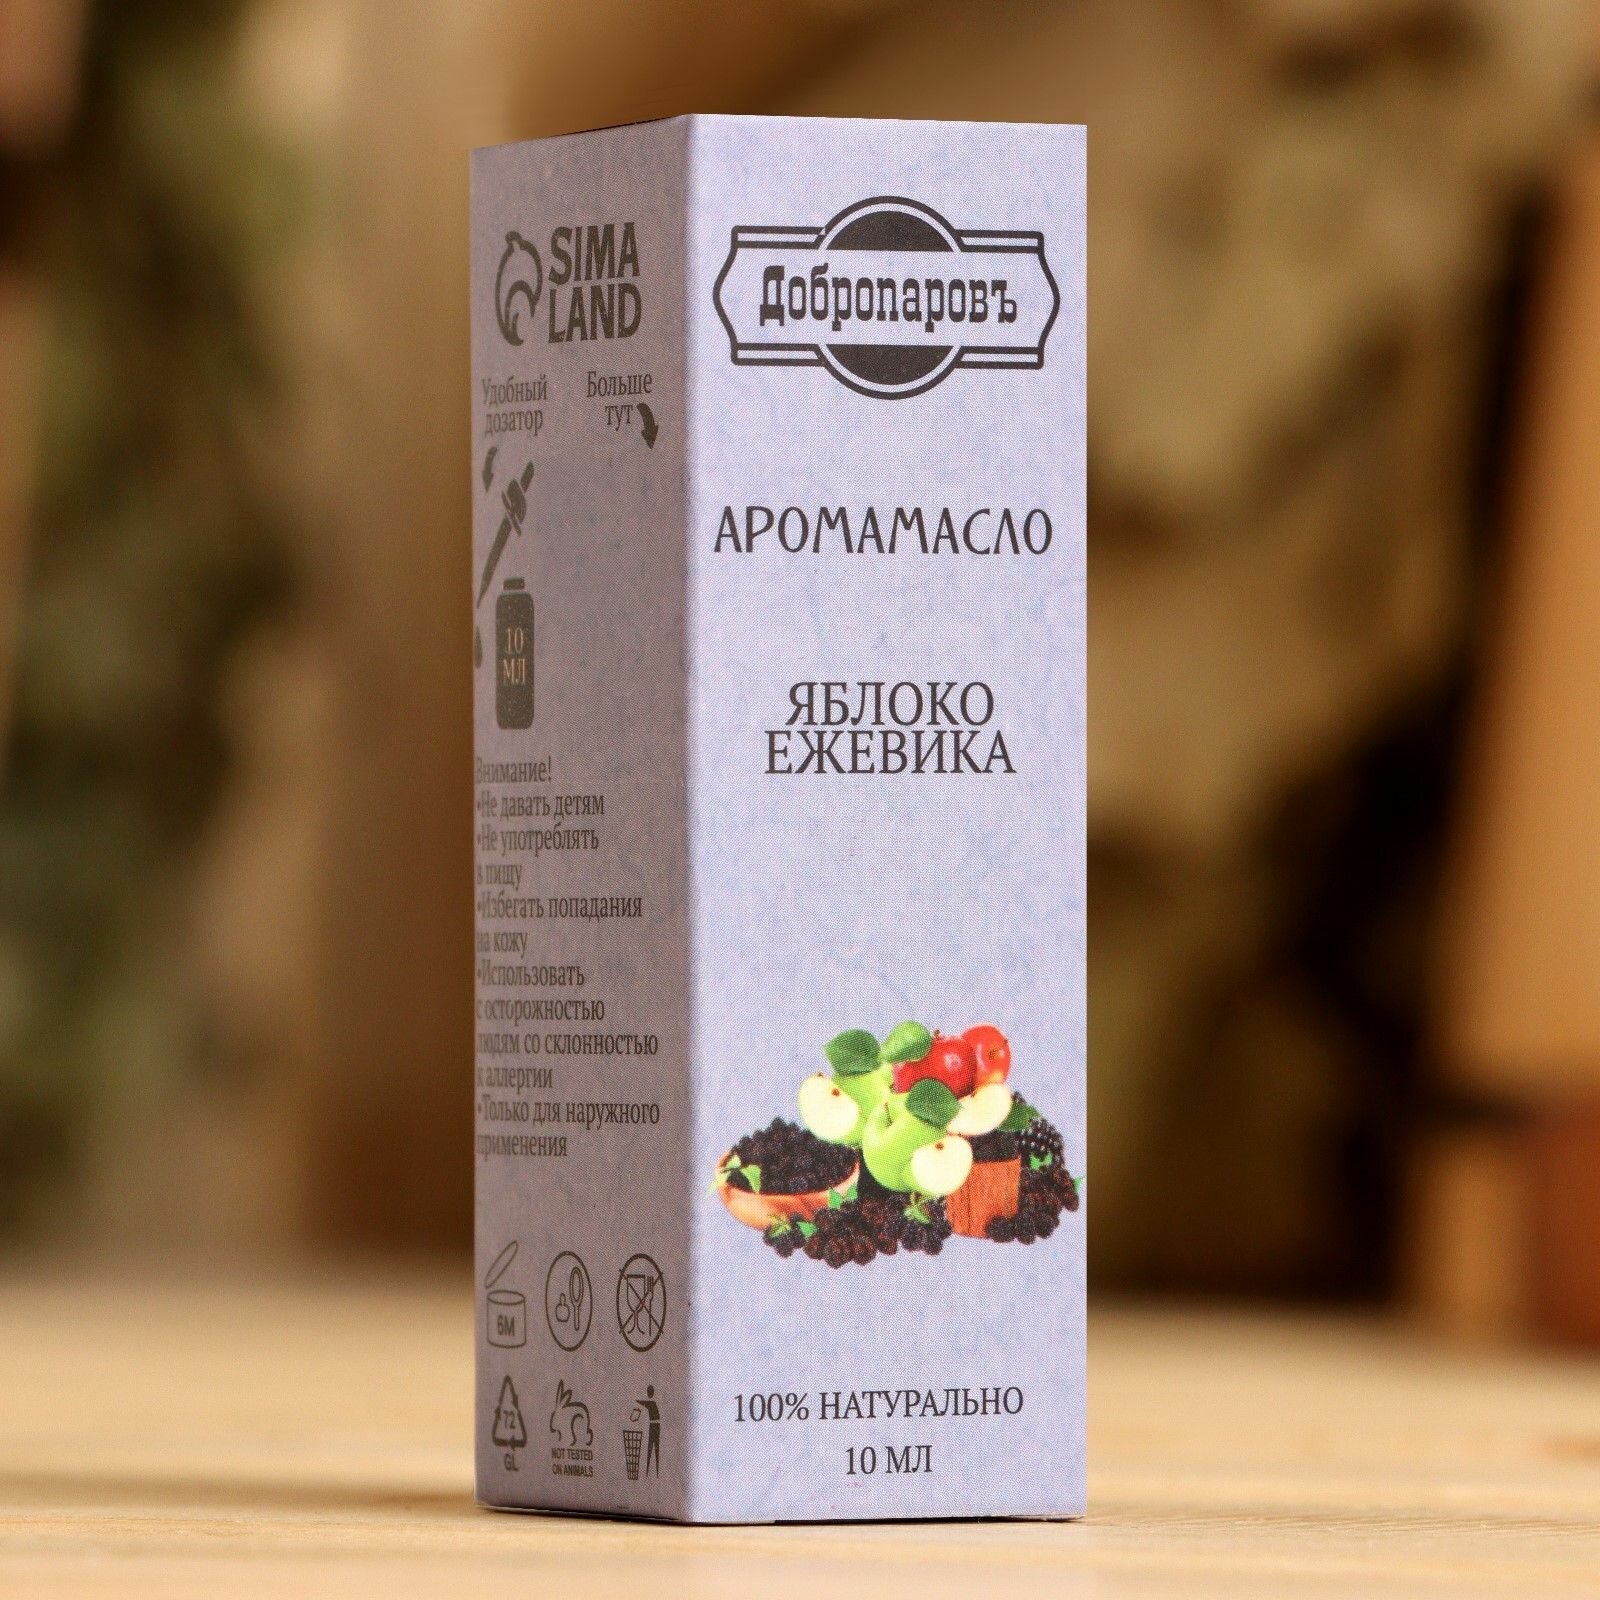 SIMA
LAND
Удобный
дозатор
Больше
тут
10
МЛ
Внимание!
•Не давать детям
•Не употреблять
в пищу
•Избегать попадания
на кожу
•Использовать
с осторожностью
людям со склонностью
к аллергии
•Только для наружного
применения
6M
72
GL
NOT TESTED
ON ANIMALS
Добропаровъ
АРОМАМАСЛО
ЯБЛОКО
ЕЖЕВИКА
100% НАТУРАЛЬНО
10 МЛ